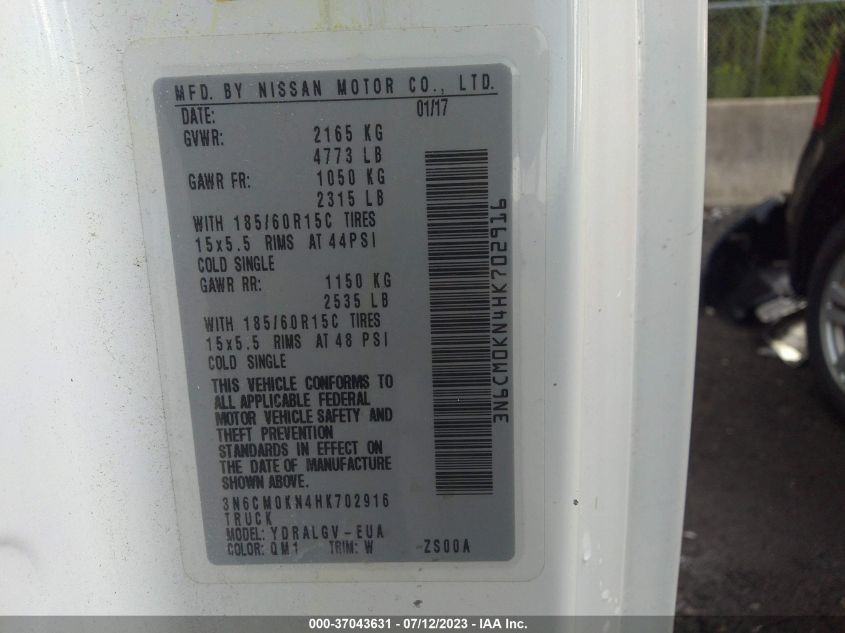 MFD. BY NISSAN MOTOR CO., LTD.
DATE: 01/17
GVWR: 2165 KG
4773 LB
GAWR FR: 1050 KG
2315 LB
WITH 185/60R15C TIRES
15x5.5 RIMS AT 44PSI
COLD SINGLE
GAWR RR: 1150 KG
2535 LB
WITH 185/60R15C TIRES
15x5.5 RIMS AT 48 PSI
COLD SINGLE
THIS VEHICLE CONFORMS TO
ALL APPLICABLE FEDERAL
MOTOR VEHICLE SAFETY AND
THEFT PREVENTION
STANDARDS IN EFFECT ON
THE DATE OF MANUFACTURE
SHOWN ABOVE.
3N6CM0KN4HK702916
TRUCK
MODEL: YDRALGV-EUA
COLOR: QM1 TRIM: W -ZS00A
3N6CM0KN4HK702916
000-37043631 - 07/12/2023 - IAA Inc.